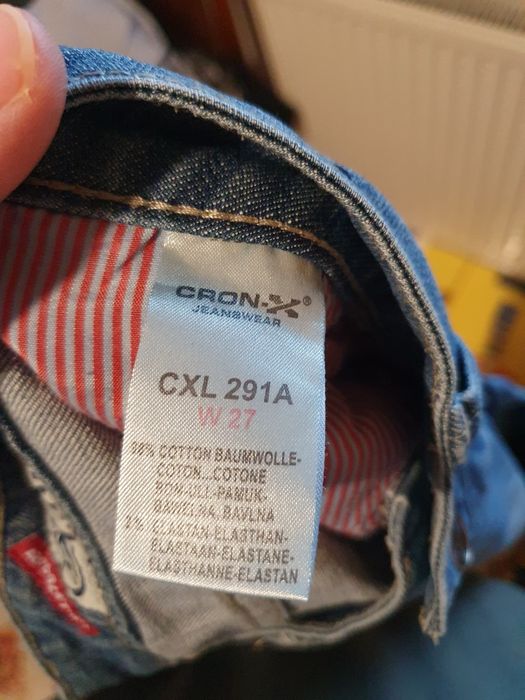 CRON-X®
JEANSWEAR
CXL 291A
W 27
98% COTTON BAUMWOLLE-
COTON...COTONE
BOM-ULL-PAMUK-
BAWELNA, BAVLNA
2% ELASTAN-ELASTHAN-
ELASTAAN-ELASTANE-
ELASTHANNE-ELASTAN